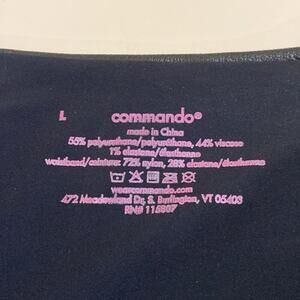 L
commando®
made in China
55% polyurethane/polyuréthane, 44% viscose
1% elastane/élasthanne
waistband/ceinture: 72% nylon, 28% elastane/élasthanne
wearcommando.com
472 Meadowland Dr, S. Burlington, VT 05403
RN# 115807